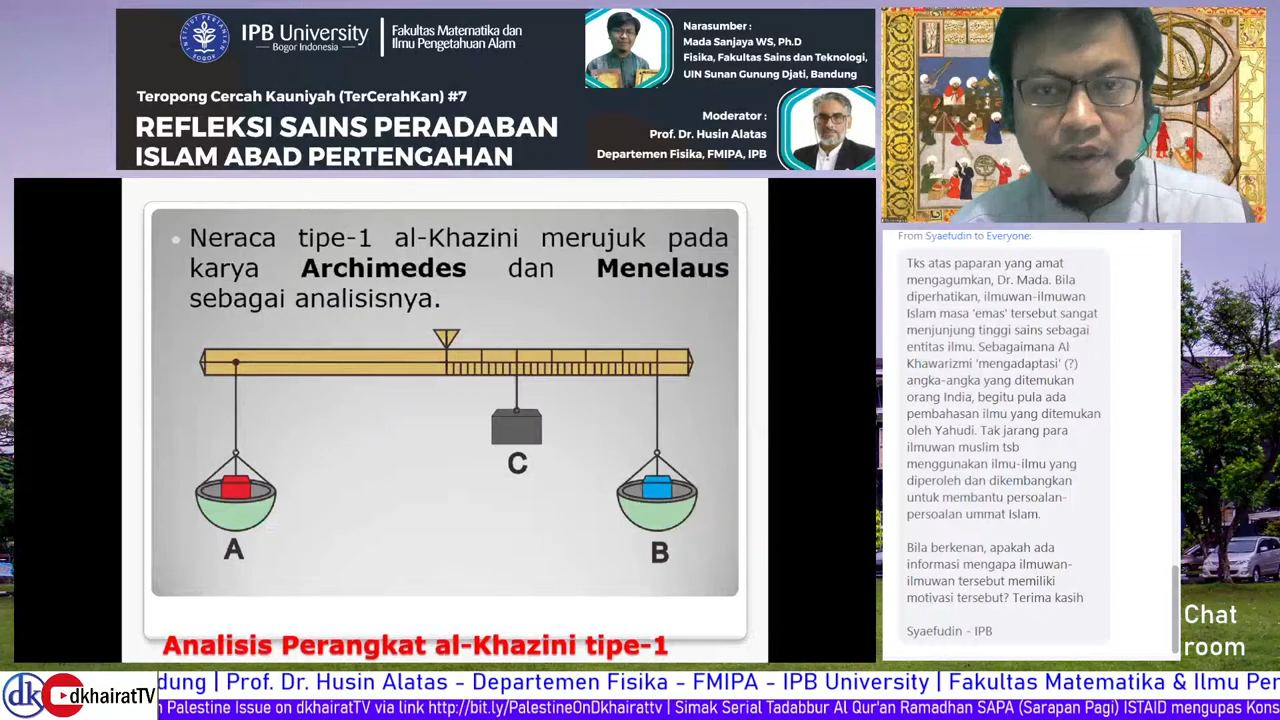 IPB University
Bogor Indonesia
Fakultas Matematika dan
Ilmu Pengetahuan Alam
Teropong Cercah Kauniyah (TerCerahKan) #7
REFLEKSI SAINS PERADABAN
ISLAM ABAD PERTENGAHAN
Narasumber :
Mada Sanjaya WS, Ph.D
Fisika, Fakultas Sains dan Teknologi,
UIN Sunan Gunung Djati, Bandung
Moderator :
Prof. Dr. Husin Alatas
Departemen Fisika, FMIPA, IPB
Neraca tipe-1 al-Khazini merujuk pada
karya Archimedes dan Menelaus
sebagai analisisnya.
C
A
B
Analisis Perangkat al-Khazini tipe-1
From Syaefudin to Everyone:
Tks atas paparan yang amat
mengagumkan, Dr. Mada. Bila
diperhatikan, ilmuwan-ilmuwan
Islam masa 'emas' tersebut sangat
menjunjung tinggi sains sebagai
entitas ilmu. Sebagaimana Al
Khawarizmi 'mengadaptasi' (?)
angka-angka yang ditemukan
orang India, begitu pula ada
pembahasan ilmu yang ditemukan
oleh Yahudi. Tak jarang para
ilmuwan muslim tsb
menggunakan ilmu-ilmu yang
diperoleh dan dikembangkan
untuk membantu persoalan-
persoalan ummat Islam.
Bila berkenan, apakah ada
informasi mengapa ilmuwan-
ilmuwan tersebut memiliki
motivasi tersebut? Terima kasih
Syaefudin - IPB
Chat
room
dk dkhairatTV
dung | Prof. Dr. Husin Alatas - Departemen Fisika - FMIPA - IPB University | Fakultas Matematika & Ilmu Per
n Palestine Issue on dkhairatTV via link http://bit.ly/PalestineOnDkhairattv | Simak Serial Tadabbur Al Qur'an Ramadhan SAPA (Sarapan Pagi) ISTAID mengupas Kons